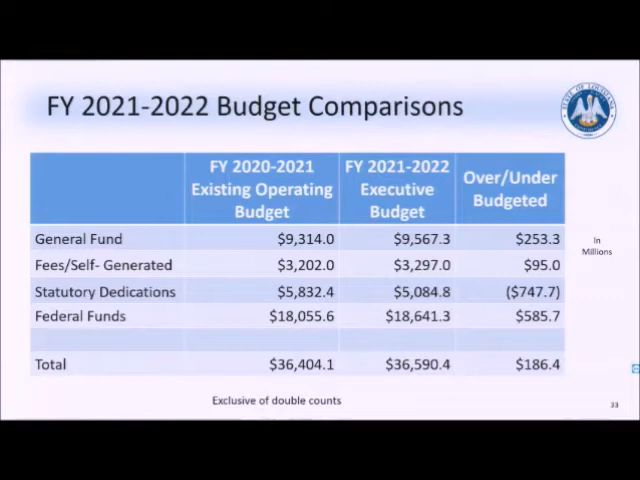 FY 2021-2022 Budget Comparisons
STATE OF LOUISIANA
FY 2020-2021 Existing Operating Budget FY 2021-2022 Executive Budget Over/Under Budgeted
General Fund $9,314.0 $9,567.3 $253.3
Fees/Self- Generated $3,202.0 $3,297.0 $95.0
Statutory Dedications $5,832.4 $5,084.8 ($747.7)
Federal Funds $18,055.6 $18,641.3 $585.7
Total $36,404.1 $36,590.4 $186.4
In
Millions
Exclusive of double counts
33